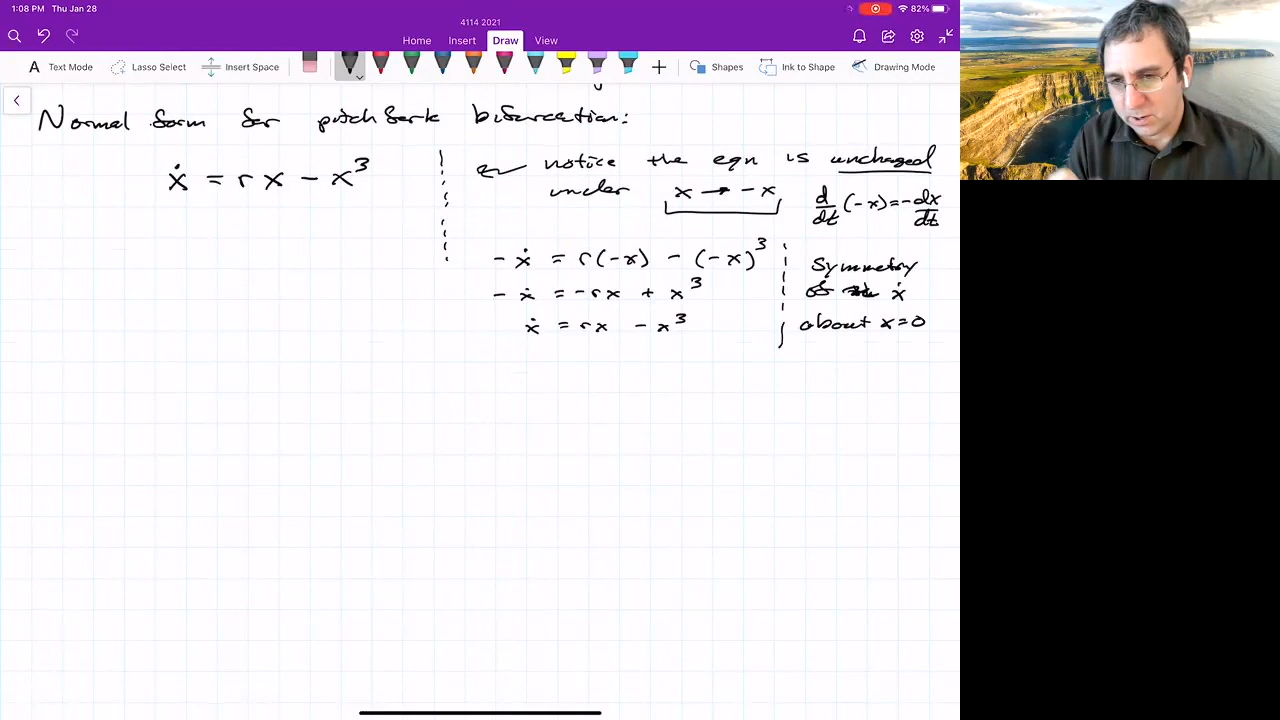 1:08 PM Thu Jan 28
82%
4114 2021
Home Insert Draw View
Text Mode Lasso Select Insert Space Shapes Ink to Shape Drawing Mode
Normal form for pitchfork bifurcation:
ẋ = rx − x³
notice the eqn is unchaged
under x → −x
d/dt (−x) = −dx/dt
−ẋ = r(−x) − (−x)³
−ẋ = −rx + x³
ẋ = rx − x³
Symmetry
of ẋ
about x=0